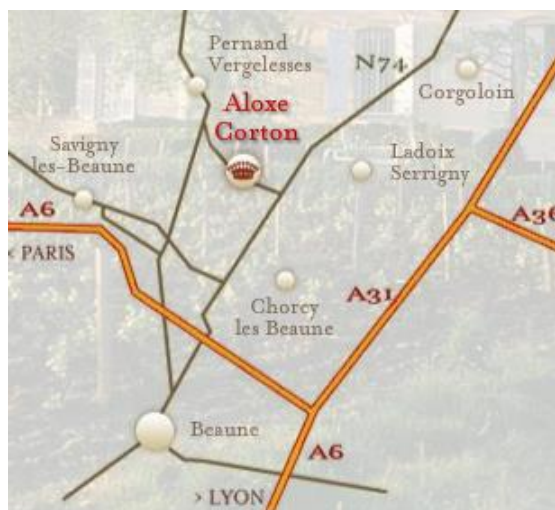 Pernand
Vergelesses
N74
Corgoloin
Aloxe
Corton
Savigny
les-Beaune
Ladoix
Serrigny
A6
A36
‹ PARIS
Chorcy
les Beaune
A31
Beaune
A6
› LYON